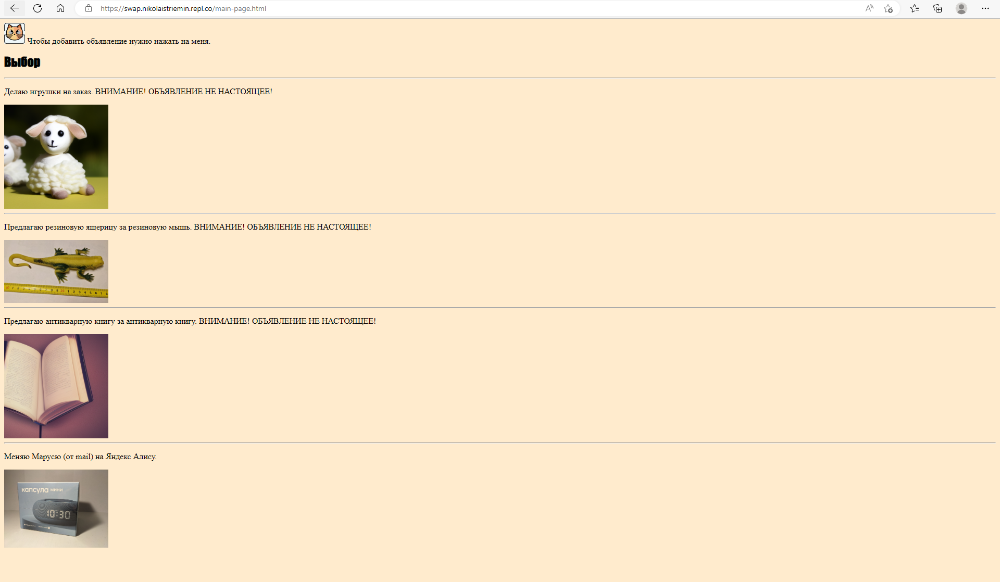 https://swap.nikolaistriemin.repl.co/main-page.html
Чтобы добавить объявление нужно нажать на меня.
Выбор
Делаю игрушки на заказ. ВНИМАНИЕ! ОБЪЯВЛЕНИЕ НЕ НАСТОЯЩЕЕ!
Предлагаю резиновую ящерицу за резиновую мышь. ВНИМАНИЕ! ОБЪЯВЛЕНИЕ НЕ НАСТОЯЩЕЕ!
Предлагаю антикварную книгу за антикварную книгу. ВНИМАНИЕ! ОБЪЯВЛЕНИЕ НЕ НАСТОЯЩЕЕ!
Меняю Марусю (от mail) на Яндекс Алису.
капсула мини
10:30